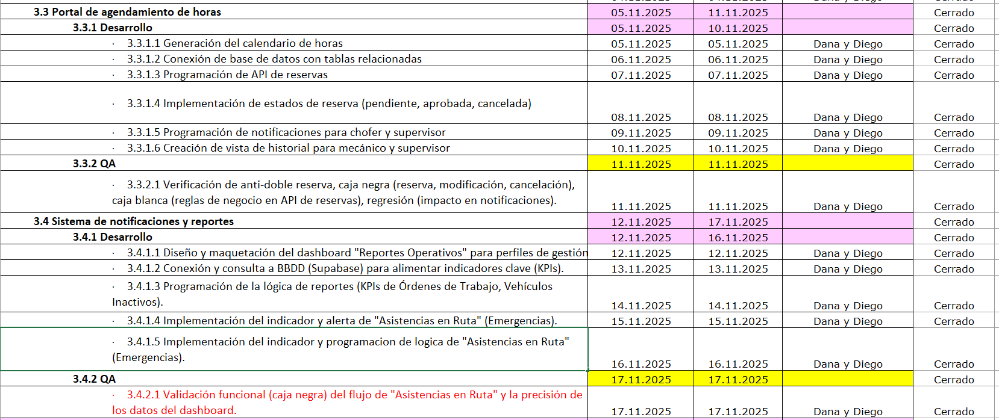 3.3 Portal de agendamiento de horas 05.11.2025 11.11.2025 Cerrado
3.3.1 Desarrollo 05.11.2025 10.11.2025 Cerrado
· 3.3.1.1 Generación del calendario de horas 05.11.2025 05.11.2025 Dana y Diego Cerrado
· 3.3.1.2 Conexión de base de datos con tablas relacionadas 06.11.2025 06.11.2025 Dana y Diego Cerrado
· 3.3.1.3 Programación de API de reservas 07.11.2025 07.11.2025 Dana y Diego Cerrado
· 3.3.1.4 Implementación de estados de reserva (pendiente, aprobada, cancelada)
08.11.2025 08.11.2025 Dana y Diego Cerrado
· 3.3.1.5 Programación de notificaciones para chofer y supervisor 09.11.2025 09.11.2025 Dana y Diego Cerrado
· 3.3.1.6 Creación de vista de historial para mecánico y supervisor 10.11.2025 10.11.2025 Dana y Diego Cerrado
3.3.2 QA 11.11.2025 11.11.2025 Cerrado
· 3.3.2.1 Verificación de anti-doble reserva, caja negra (reserva, modificación, cancelación),
caja blanca (reglas de negocio en API de reservas), regresión (impacto en notificaciones).
11.11.2025 11.11.2025 Dana y Diego Cerrado
3.4 Sistema de notificaciones y reportes 12.11.2025 17.11.2025 Cerrado
3.4.1 Desarrollo 12.11.2025 16.11.2025 Cerrado
· 3.4.1.1 Diseño y maquetación del dashboard "Reportes Operativos" para perfiles de gestión 12.11.2025 12.11.2025 Dana y Diego Cerrado
· 3.4.1.2 Conexión y consulta a BBDD (Supabase) para alimentar indicadores clave (KPIs). 13.11.2025 13.11.2025 Dana y Diego Cerrado
· 3.4.1.3 Programación de la lógica de reportes (KPIs de Órdenes de Trabajo, Vehículos
Inactivos).
14.11.2025 14.11.2025 Dana y Diego Cerrado
· 3.4.1.4 Implementación del indicador y alerta de "Asistencias en Ruta" (Emergencias). 15.11.2025 15.11.2025 Dana y Diego Cerrado
· 3.4.1.5 Implementación del indicador y programacion de logica de "Asistencias en Ruta"
(Emergencias).
16.11.2025 16.11.2025 Dana y Diego Cerrado
3.4.2 QA 17.11.2025 17.11.2025 Cerrado
· 3.4.2.1 Validación funcional (caja negra) del flujo de "Asistencias en Ruta" y la precisión de
los datos del dashboard.
17.11.2025 17.11.2025 Dana y Diego Cerrado